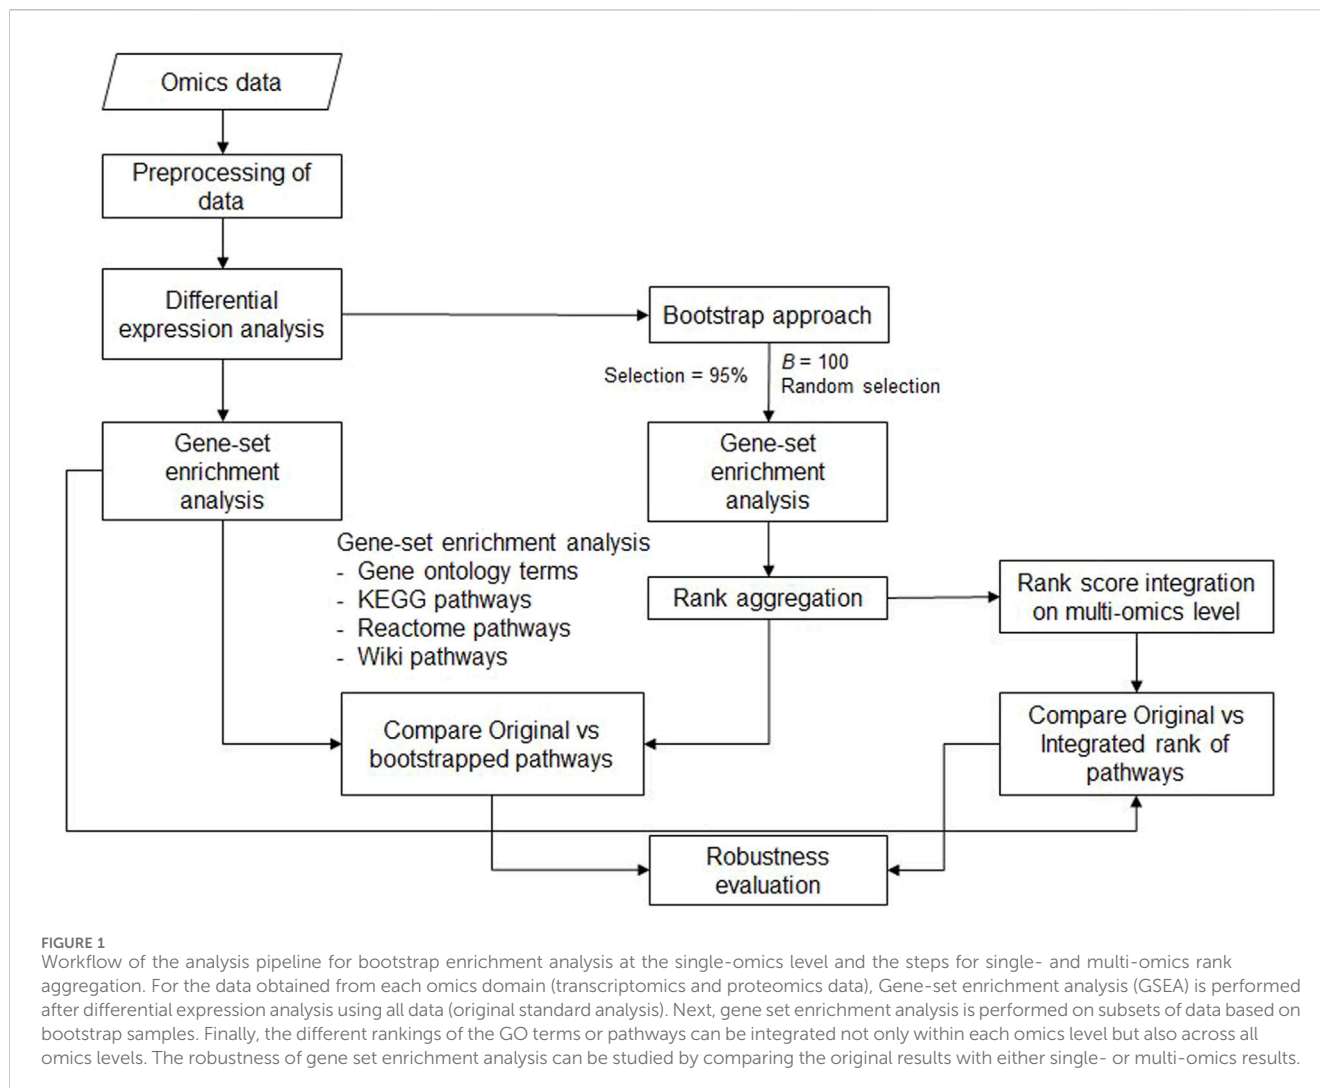 Omics data
Preprocessing of
data
Differential
expression analysis
Bootstrap approach
Selection = 95%
B = 100
Random selection
Gene-set
enrichment
analysis
Gene-set
enrichment
analysis
Gene-set enrichment analysis
- Gene ontology terms
- KEGG pathways
- Reactome pathways
- Wiki pathways
Rank aggregation
Rank score integration
on multi-omics level
Compare Original vs
bootstrapped pathways
Compare Original vs
Integrated rank of
pathways
Robustness
evaluation
FIGURE 1
Workflow of the analysis pipeline for bootstrap enrichment analysis at the single-omics level and the steps for single- and multi-omics rank
aggregation. For the data obtained from each omics domain (transcriptomics and proteomics data), Gene-set enrichment analysis (GSEA) is performed
after differential expression analysis using all data (original standard analysis). Next, gene set enrichment analysis is performed on subsets of data based on
bootstrap samples. Finally, the different rankings of the GO terms or pathways can be integrated not only within each omics level but also across all
omics levels. The robustness of gene set enrichment analysis can be studied by comparing the original results with either single- or multi-omics results.